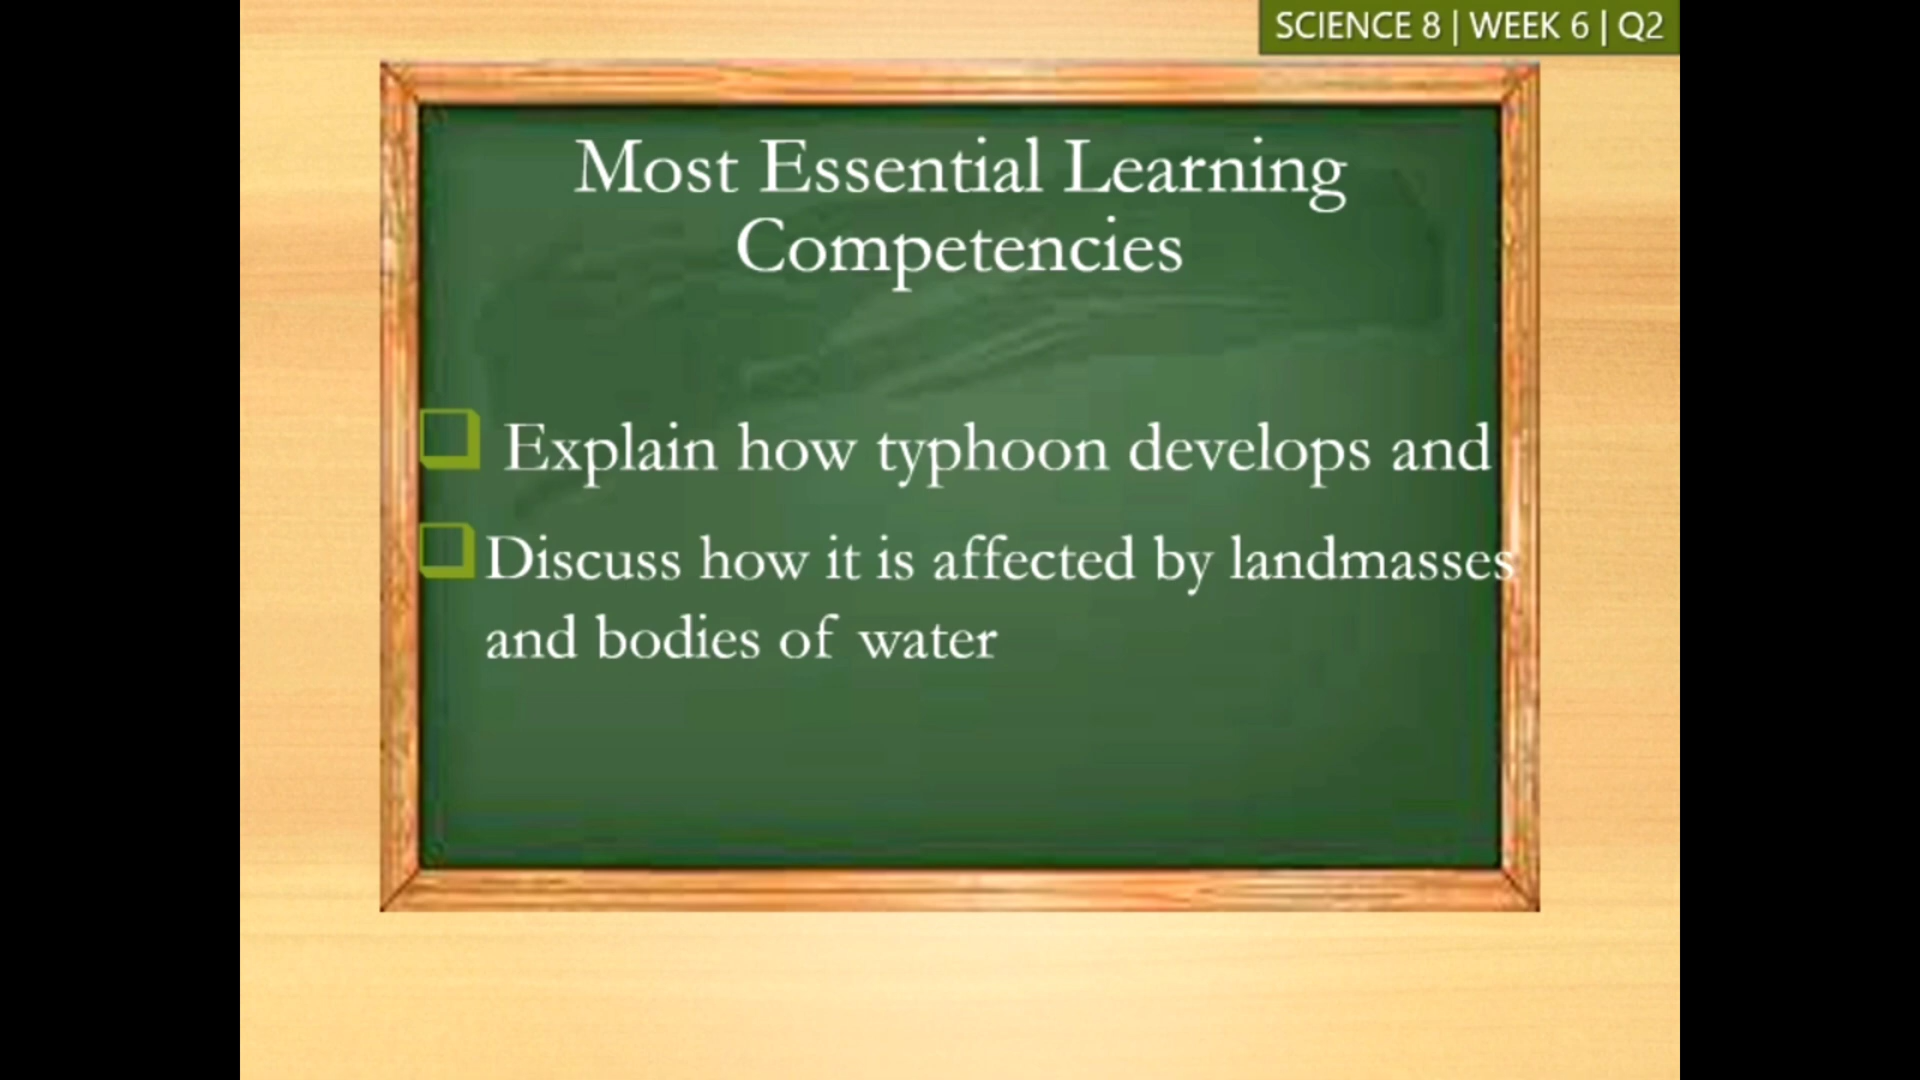 SCIENCE 8 | WEEK 6 | Q2
Most Essential Learning
Competencies
Explain how typhoon develops and
Discuss how it is affected by landmasses
and bodies of water